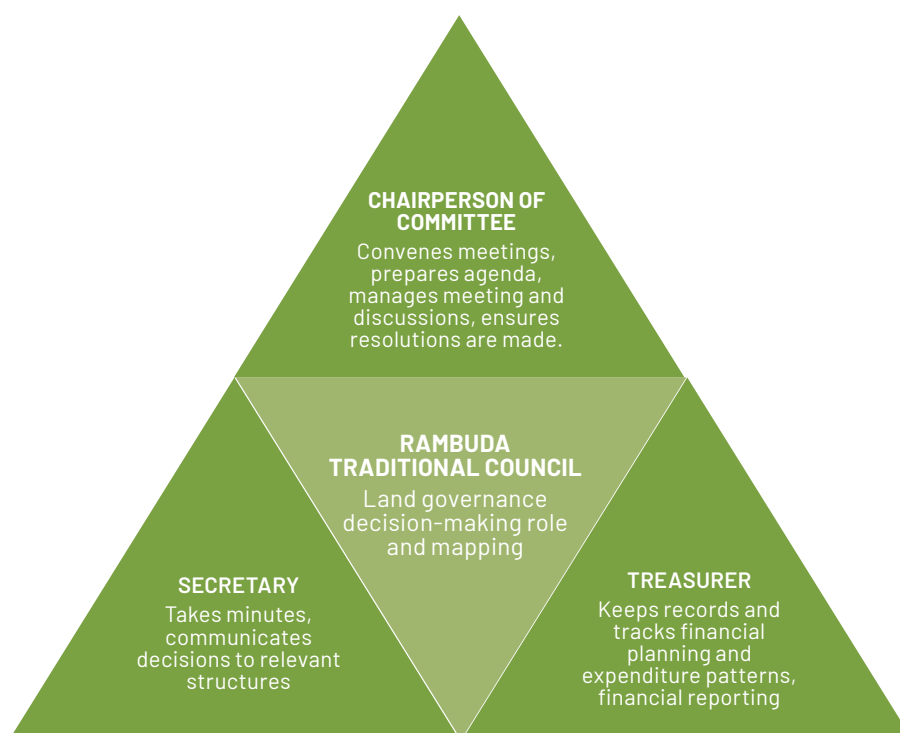 CHAIRPERSON OF
COMMITTEE
Convenes meetings,
prepares agenda,
manages meeting and
discussions, ensures
resolutions are made.
RAMBUDA
TRADITIONAL COUNCIL
Land governance
decision-making role
and mapping
SECRETARY
Takes minutes,
communicates
decisions to relevant
structures
TREASURER
Keeps records and
tracks financial
planning and
expenditure patterns,
financial reporting